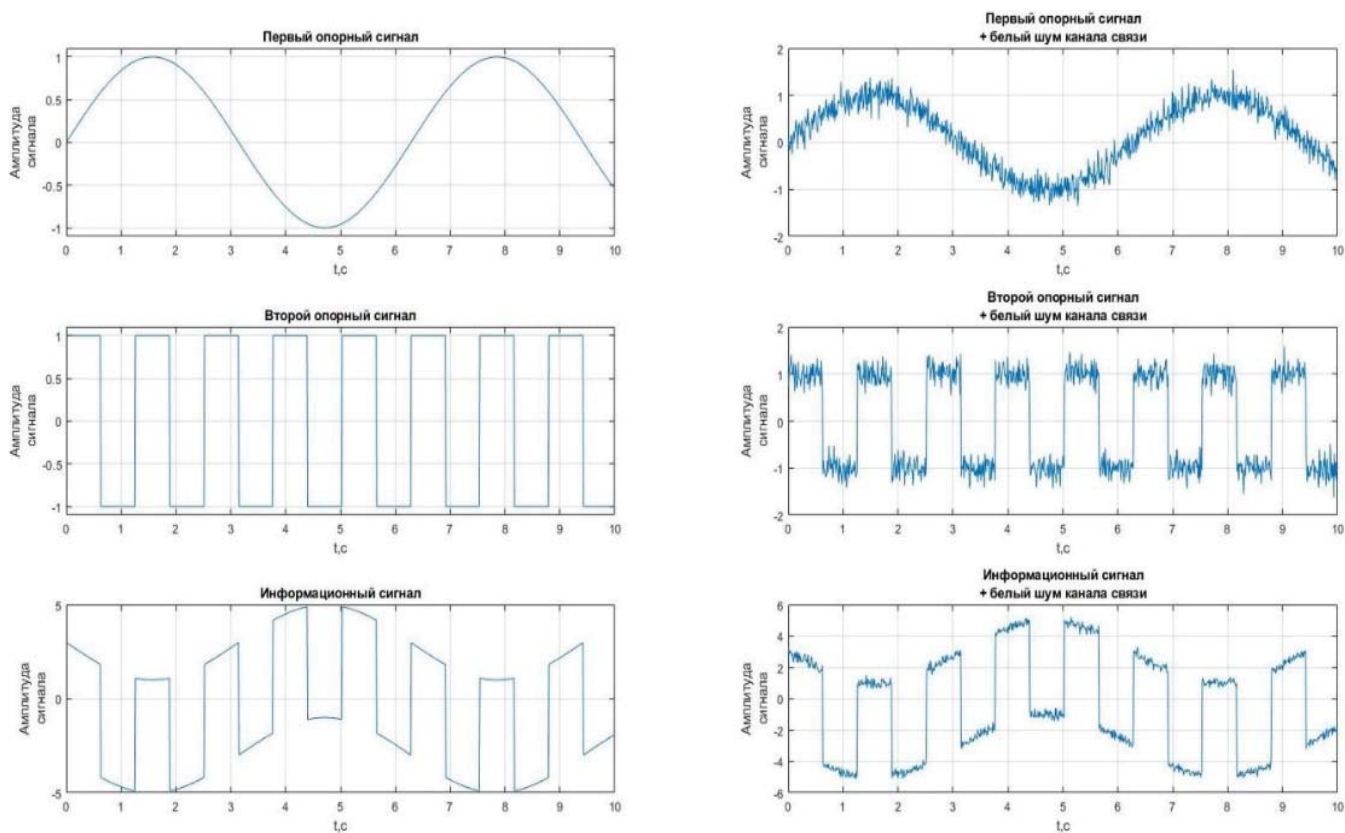 Первый опорный сигнал
Амплитуда
сигнала
1
0.5
0
-0.5
-1
0 1 2 3 4 5 6 7 8 9 10
t,c
Первый опорный сигнал
+ белый шум канала связи
Амплитуда
сигнала
2
1
0
-1
-2
0 1 2 3 4 5 6 7 8 9 10
t,c
Второй опорный сигнал
Амплитуда
сигнала
1
0.5
0
-0.5
-1
0 1 2 3 4 5 6 7 8 9 10
t,c
Второй опорный сигнал
+ белый шум канала связи
Амплитуда
сигнала
2
1
0
-1
-2
0 1 2 3 4 5 6 7 8 9 10
t,c
Информационный сигнал
Амплитуда
сигнала
5
0
-5
0 1 2 3 4 5 6 7 8 9 10
t,c
Информационный сигнал
+ белый шум канала связи
Амплитуда
сигнала
6
4
2
0
-2
-4
-6
0 1 2 3 4 5 6 7 8 9 10
t,c